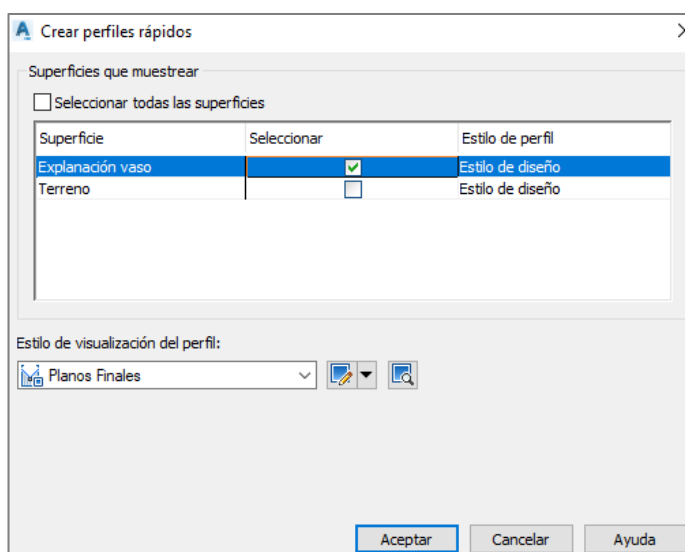 Crear perfiles rápidos
Superficies que muestrear
Seleccionar todas las superficies
Superficie Seleccionar Estilo de perfil
Explanación vaso Estilo de diseño
Terreno Estilo de diseño
Estilo de visualización del perfil:
Planos Finales
Aceptar Cancelar Ayuda